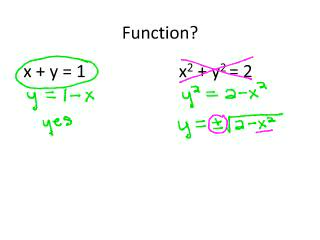 Function?
x + y = 1
y = 1 - x
yes
x² + y² = 2
y² = 2 - x²
y = ±√2 - x²